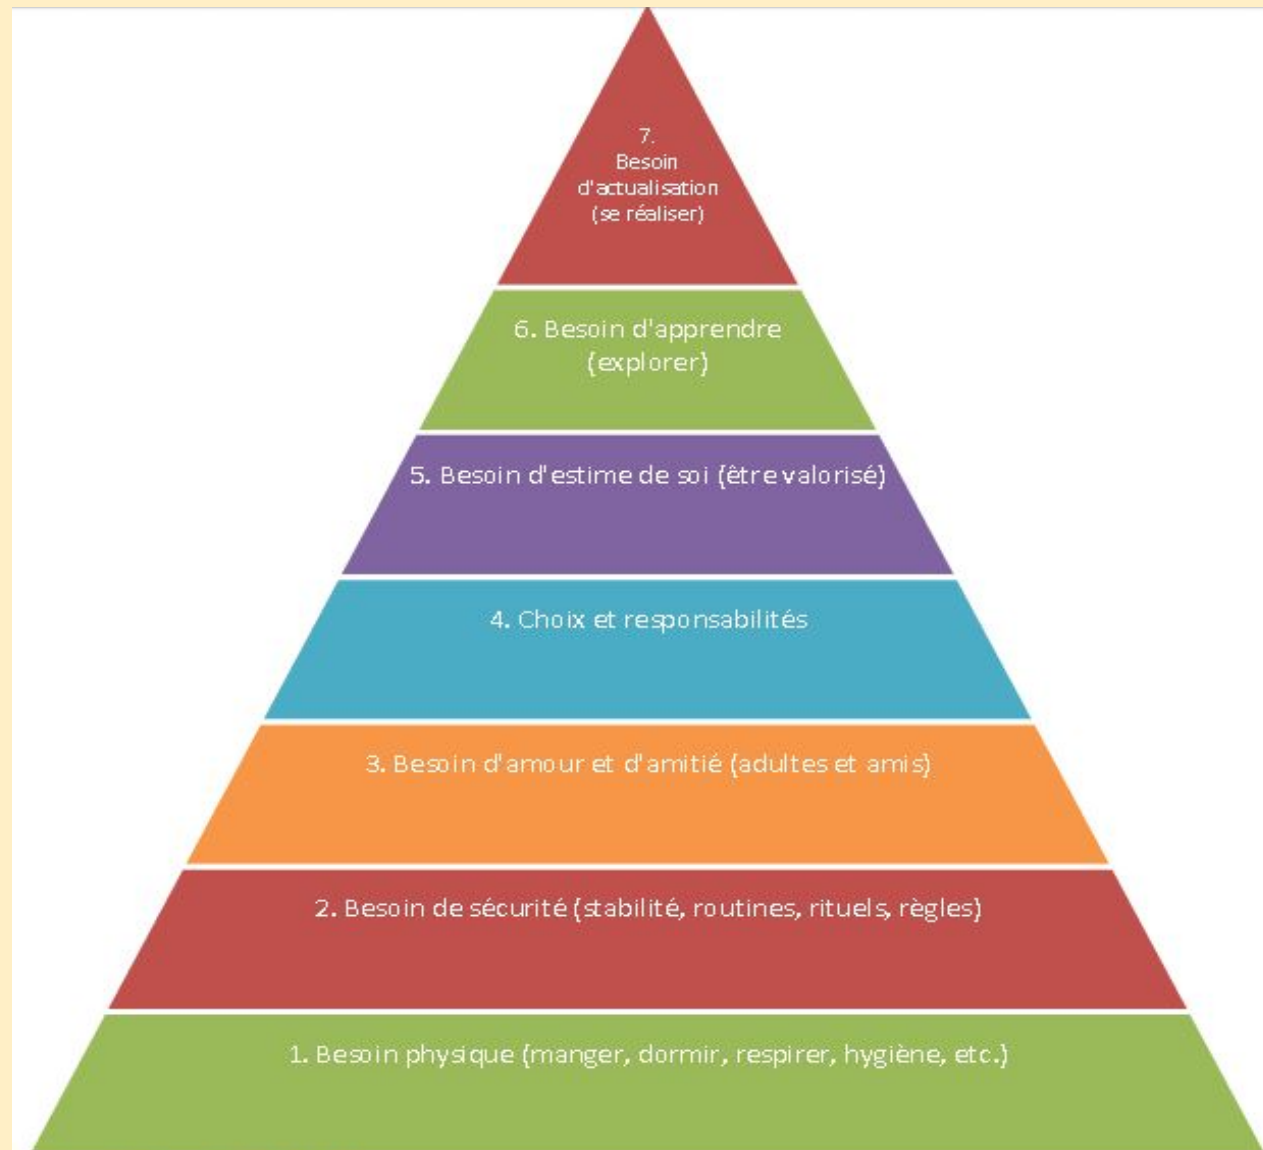 7.
Besoin
d'actualisation
(se réaliser)
6. Besoin d'apprendre
(explorer)
5. Besoin d'estime de soi (être valorisé)
4. Choix et responsabilités
3. Besoin d'amour et d'amitié (adultes et amis)
2. Besoin de sécurité (stabilité, routines, rituels, règles)
1. Besoin physique (manger, dormir, respirer, hygiène, etc.)